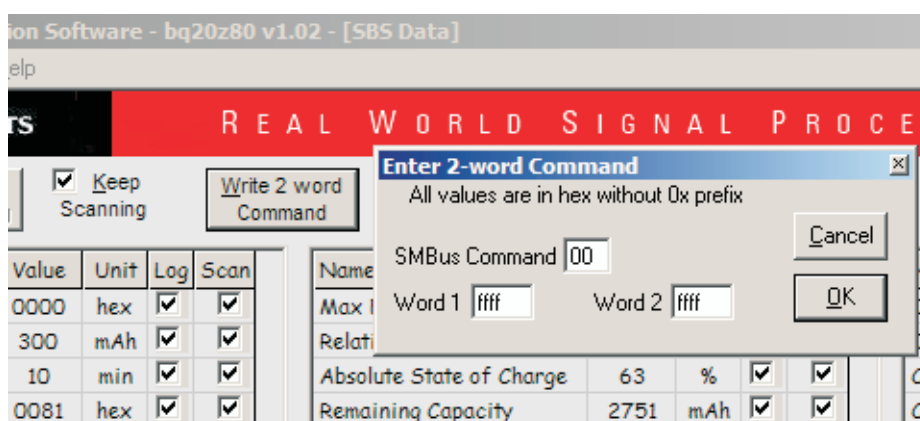 ion Software - bq20z80 v1.02 - [SBS Data]
elp
TS REAL WORLD SIGNAL PROCE
Keep Scanning
Write 2 word Command
Enter 2-word Command
All values are in hex without 0x prefix
SMBus Command 00
Word 1 ffff Word 2 ffff
Cancel
OK
Value Unit Log Scan Name
0000 hex Max
300 mAh Relati
10 min Absolute State of Charge 63 %
0081 hex Remaining Capacity 2751 mAh